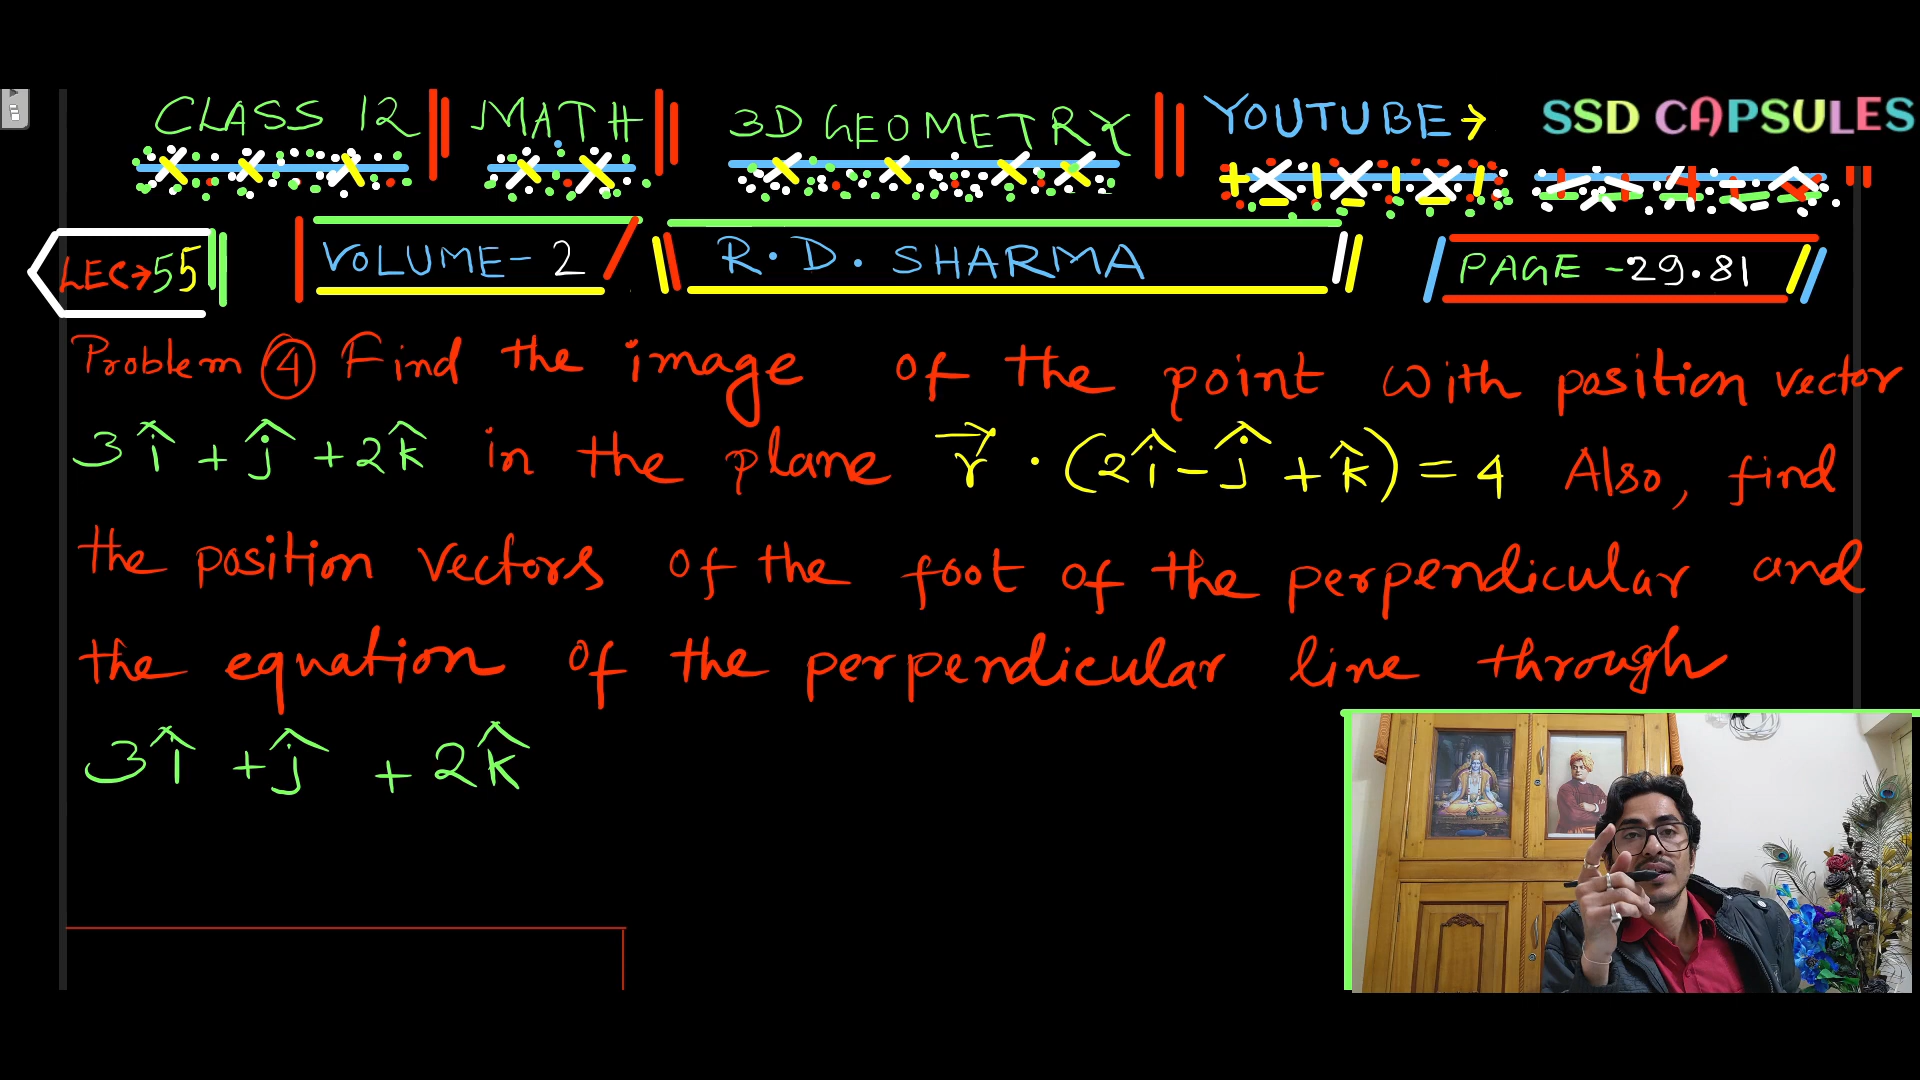 CLASS 12 || MATH || 3D GEOMETRY || YOUTUBE → SSD CAPSULES
LEC→55 || VOLUME- 2 / R. D. SHARMA PAGE -29.81
Problem ④ Find the image of the point with position vector
3î + ĵ + 2k̂ in the plane r⃗ · (2î - ĵ + k̂) = 4 Also, find
the position vectors of the foot of the perpendicular and
the equation of the perpendicular line through
3î + ĵ + 2k̂